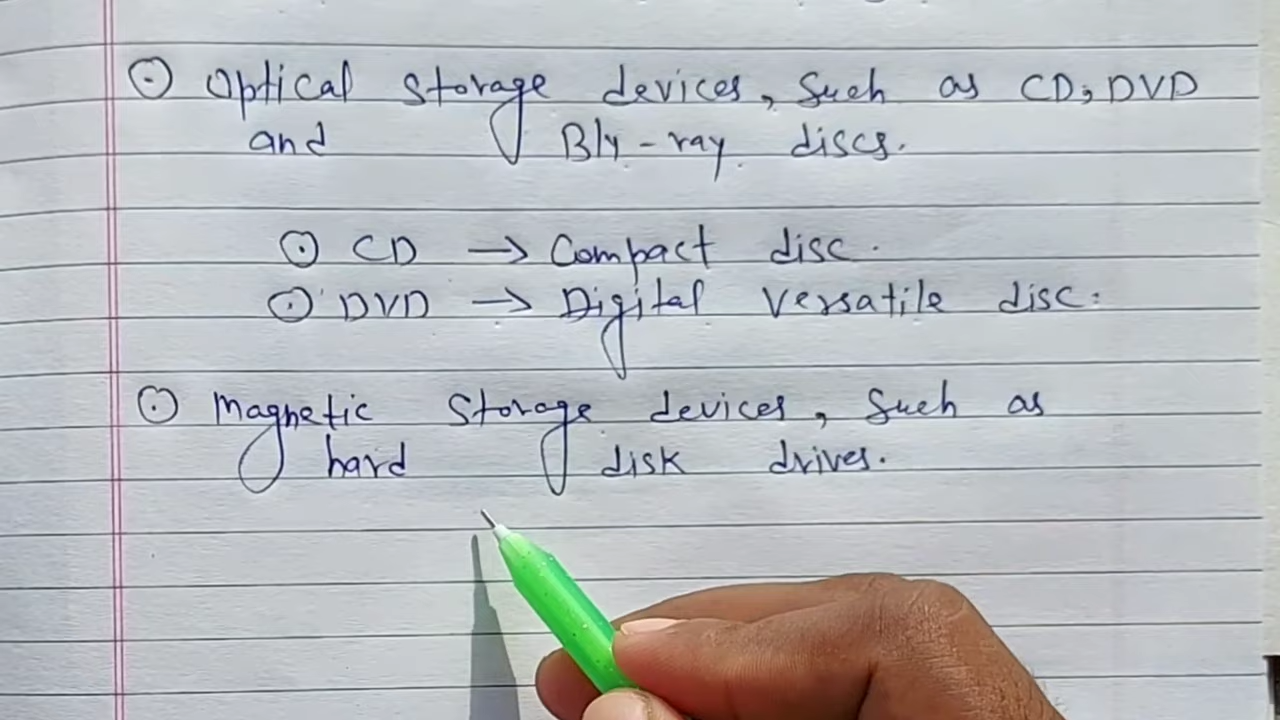 Optical storage devices, such as CD, DVD
and Bly-ray discs.
CD → Compact disc.
DVD → Digital versatile disc.
Magnetic storage devices, such as
hard disk drives.